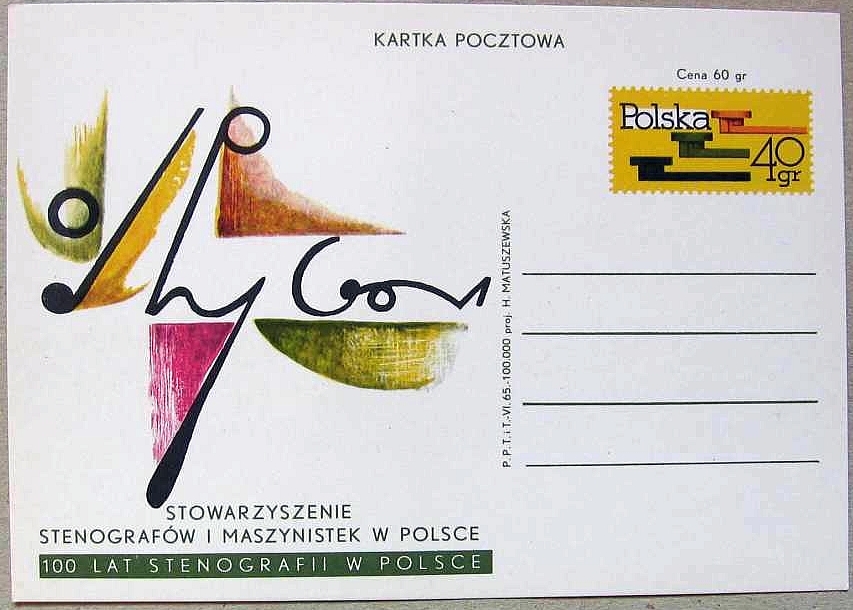 KARTKA POCZTOWA
Cena 60 gr
Polska
40
gr
P.P.T. i T.-VI. 65.-100.000 proj. H. MATUSZEWSKA
STOWARZYSZENIE
STENOGRAFÓW I MASZYNISTEK W POLSCE
100 LAT STENOGRAFII W POLSCE